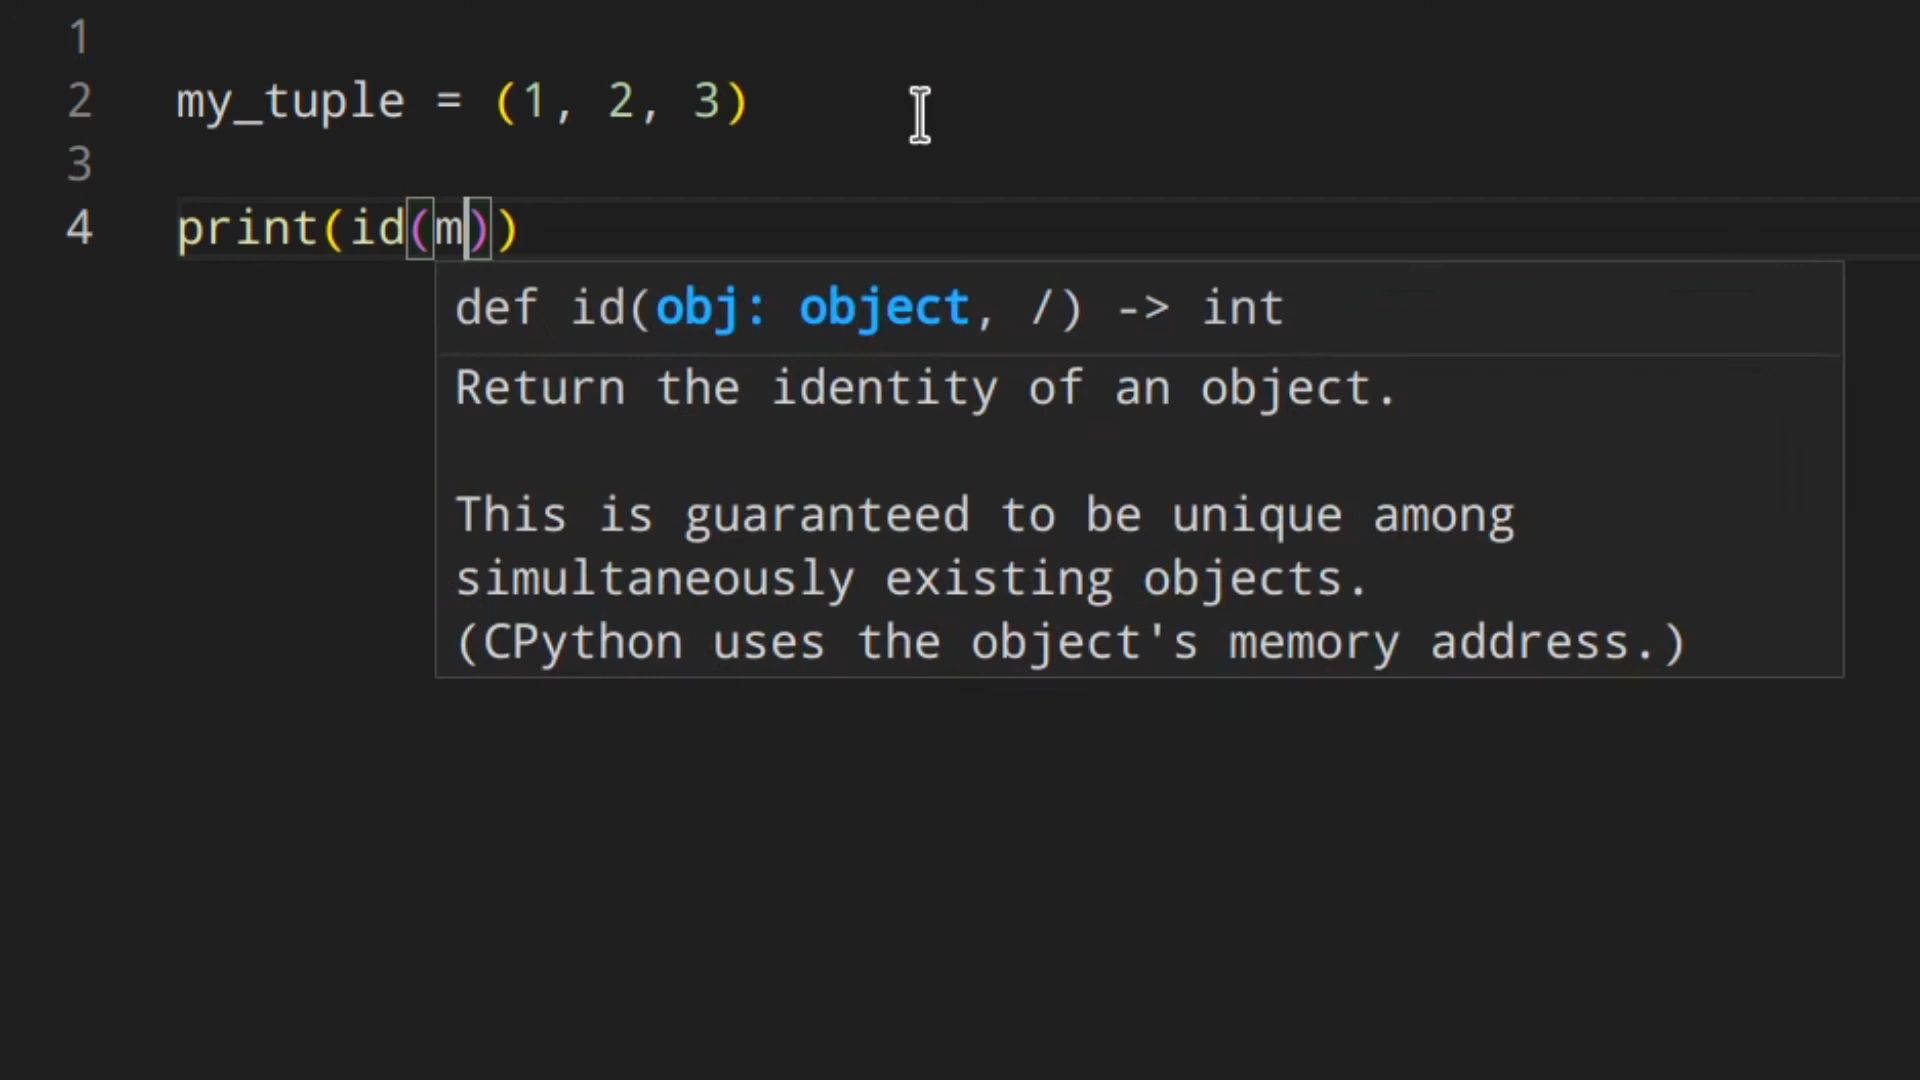 1
2 my_tuple = (1, 2, 3)
3
4 print(id(m))
def id(obj: object, /) -> int
Return the identity of an object.
This is guaranteed to be unique among
simultaneously existing objects.
(CPython uses the object's memory address.)